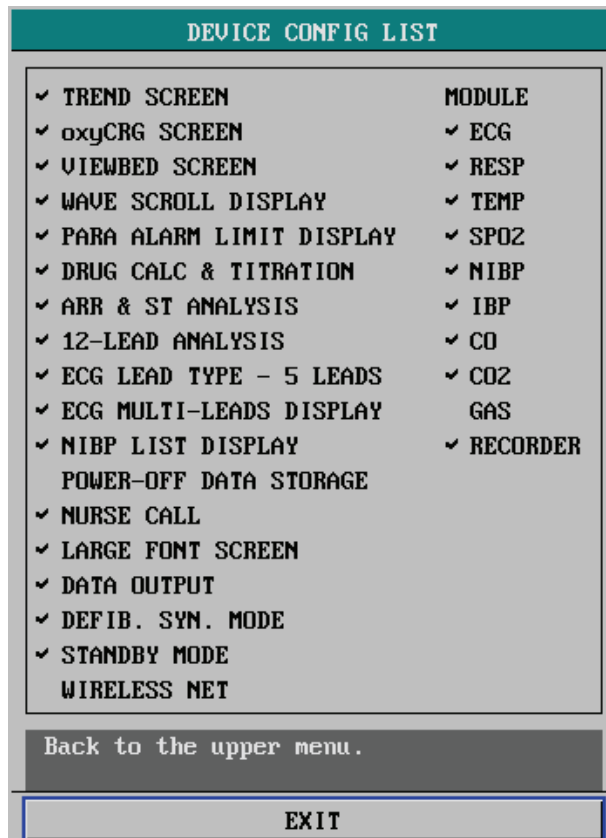 DEVICE CONFIG LIST
✓ TREND SCREEN MODULE
✓ oxyCRG SCREEN ✓ ECG
✓ VIEWBED SCREEN ✓ RESP
✓ WAVE SCROLL DISPLAY ✓ TEMP
✓ PARA ALARM LIMIT DISPLAY ✓ SPO2
✓ DRUG CALC & TITRATION ✓ NIBP
✓ ARR & ST ANALYSIS ✓ IBP
✓ 12-LEAD ANALYSIS ✓ CO
✓ ECG LEAD TYPE - 5 LEADS ✓ CO2
✓ ECG MULTI-LEADS DISPLAY GAS
✓ NIBP LIST DISPLAY ✓ RECORDER
POWER-OFF DATA STORAGE
✓ NURSE CALL
✓ LARGE FONT SCREEN
✓ DATA OUTPUT
✓ DEFIB. SYN. MODE
✓ STANDBY MODE
WIRELESS NET
Back to the upper menu.
EXIT